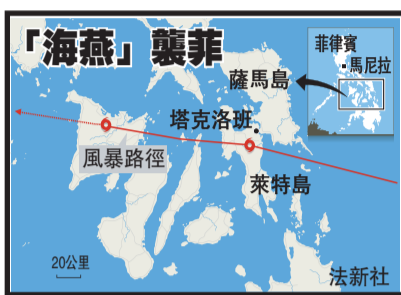 「海燕」襲菲
菲律賓
馬尼拉
薩馬島
塔克洛班
風暴路徑
萊特島
20公里
法新社